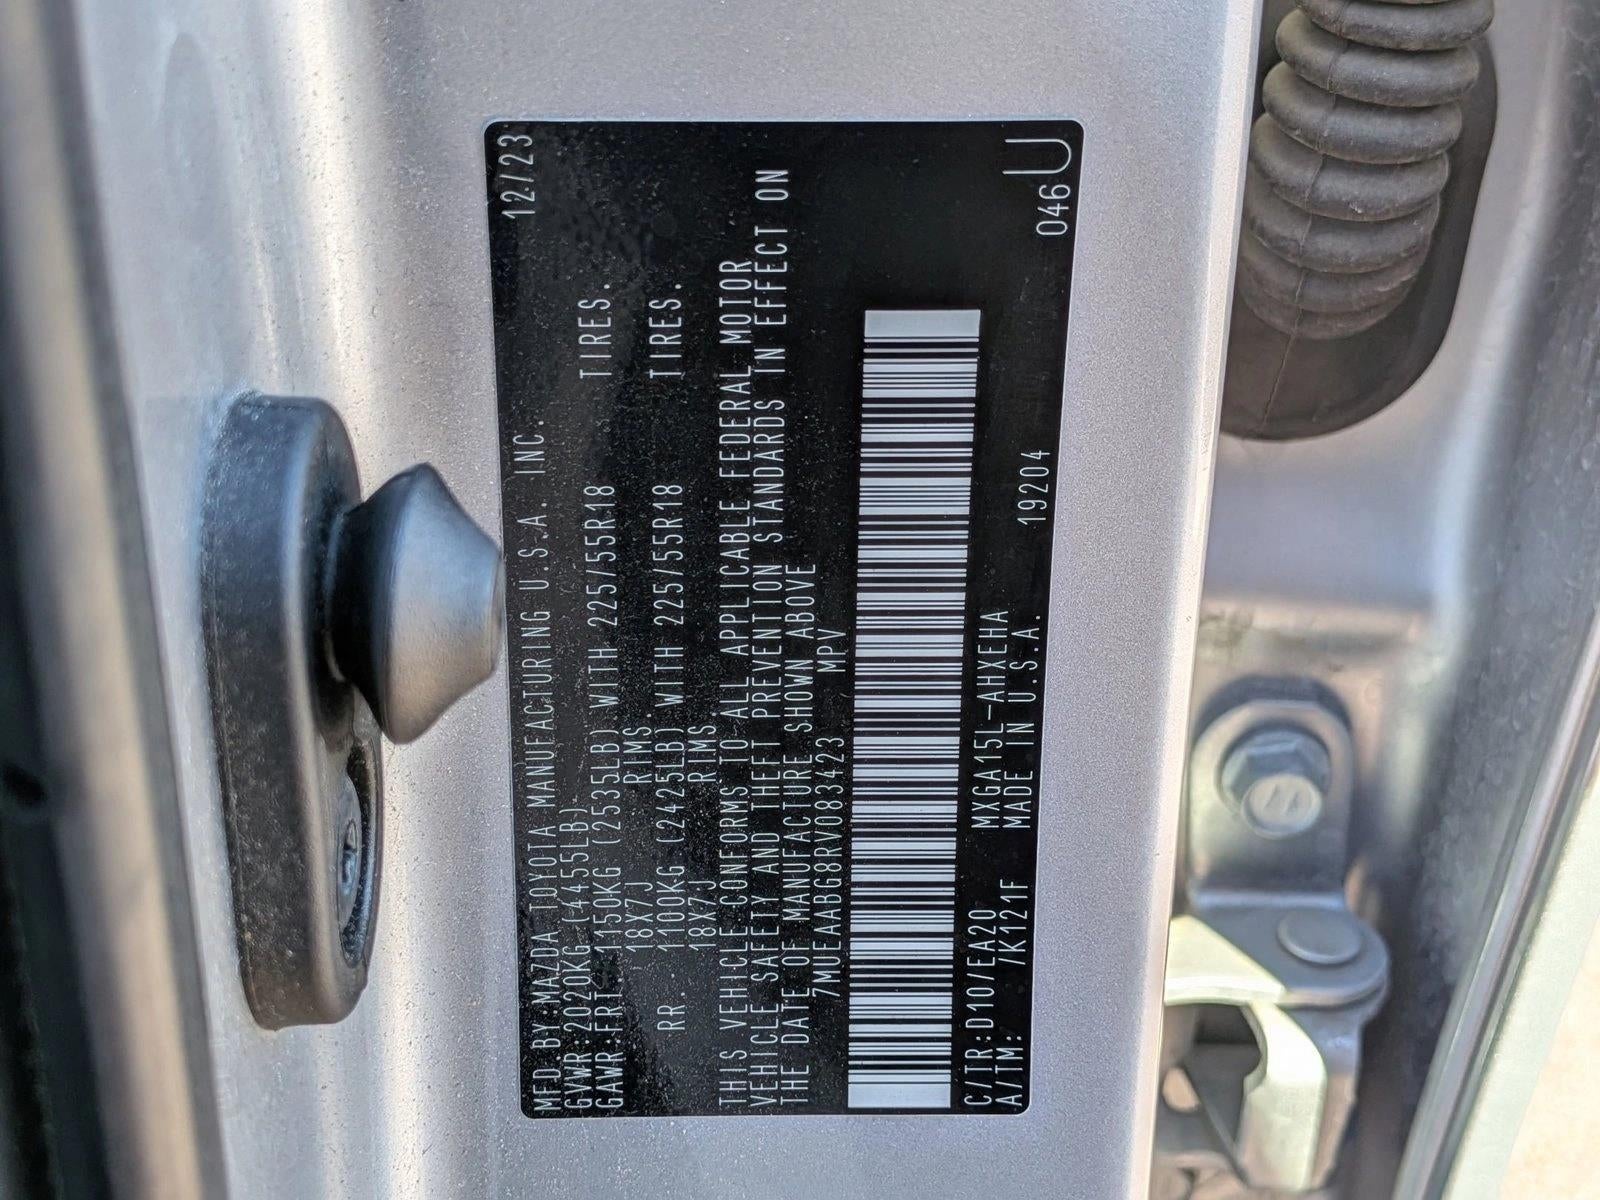 MFD.BY:MAZDA TOYOTA MANUFACTURING U.S.A. INC. 12/23
GVWR:2020KG(4455LB)
GAWR:FRT. 1150KG(2535LB) WITH 225/55R18 TIRES.
18X7J RIMS.
RR. 1100KG(2425LB) WITH 225/55R18 TIRES.
18X7J RIMS.
THIS VEHICLE CONFORMS TO ALL APPLICABLE FEDERAL MOTOR
VEHICLE SAFETY AND THEFT PREVENTION STANDARDS IN EFFECT ON
THE DATE OF MANUFACTURE SHOWN ABOVE
7MUEAABG8RV083423 MPV
C/TR:D10/EA20 MXGA15L-AHXEHA
A/TM: /K121F MADE IN U.S.A. 19204
046U